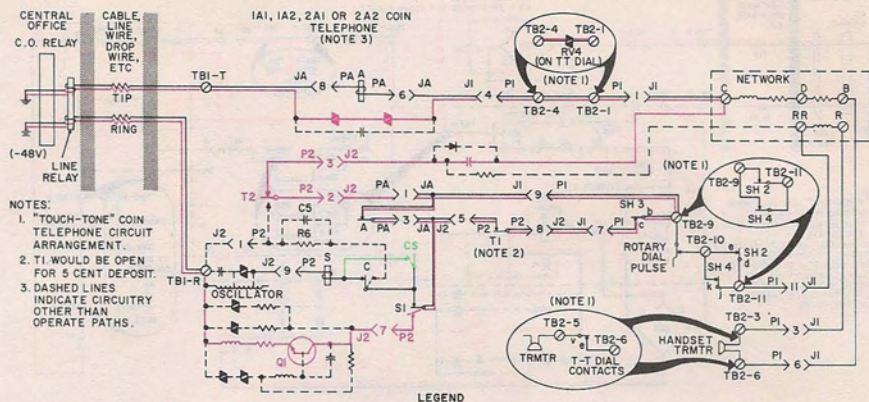 CENTRAL OFFICE
C.O. RELAY
CABLE, LINE WIRE, DROP WIRE, ETC
1A1, 1A2, 2A1 OR 2A2 COIN TELEPHONE (NOTE 3)
TB2-4 TB2-1
RV4
(ON TT DIAL)
(NOTE 1)
NETWORK
TB1-T JA 8 PA A PA 6 JA J1 4 P1 TB2-4 TB2-1 P1 1 J1 C D B
TIP
RING
RR R
(-48V)
LINE RELAY
P2 3 J2
(NOTE 1)
TB2-9 TB2-11
SH 2
SH 4
T2 P2 2 J2
PA 1 JA J1 9 P1
SH 3 b c
TB2-9
NOTES:
1. "TOUCH-TONE" COIN TELEPHONE CIRCUIT ARRANGEMENT.
2. T1 WOULD BE OPEN FOR 5 CENT DEPOSIT.
3. DASHED LINES INDICATE CIRCUITRY OTHER THAN OPERATE PATHS.
C5
J2 1 P2 R6
A PA 3 JA J2 5 P2 T1 P2 8 J2 J1 7 P1
(NOTE 2)
ROTARY DIAL PULSE
TB2-10 e SH 2 d
SH 4
k TB2-11 P1 11 J1
TB1-R J2 9 P2 S C CS
OSCILLATOR
S1
J2 7 P2
Q1
(NOTE 1)
TB2-5 TB2-6
v e
TRMTR
T-T DIAL CONTACTS
TB2-3 P1 3 J1
HANDSET TRMTR
TB2-6 P1 6 J1
LEGEND